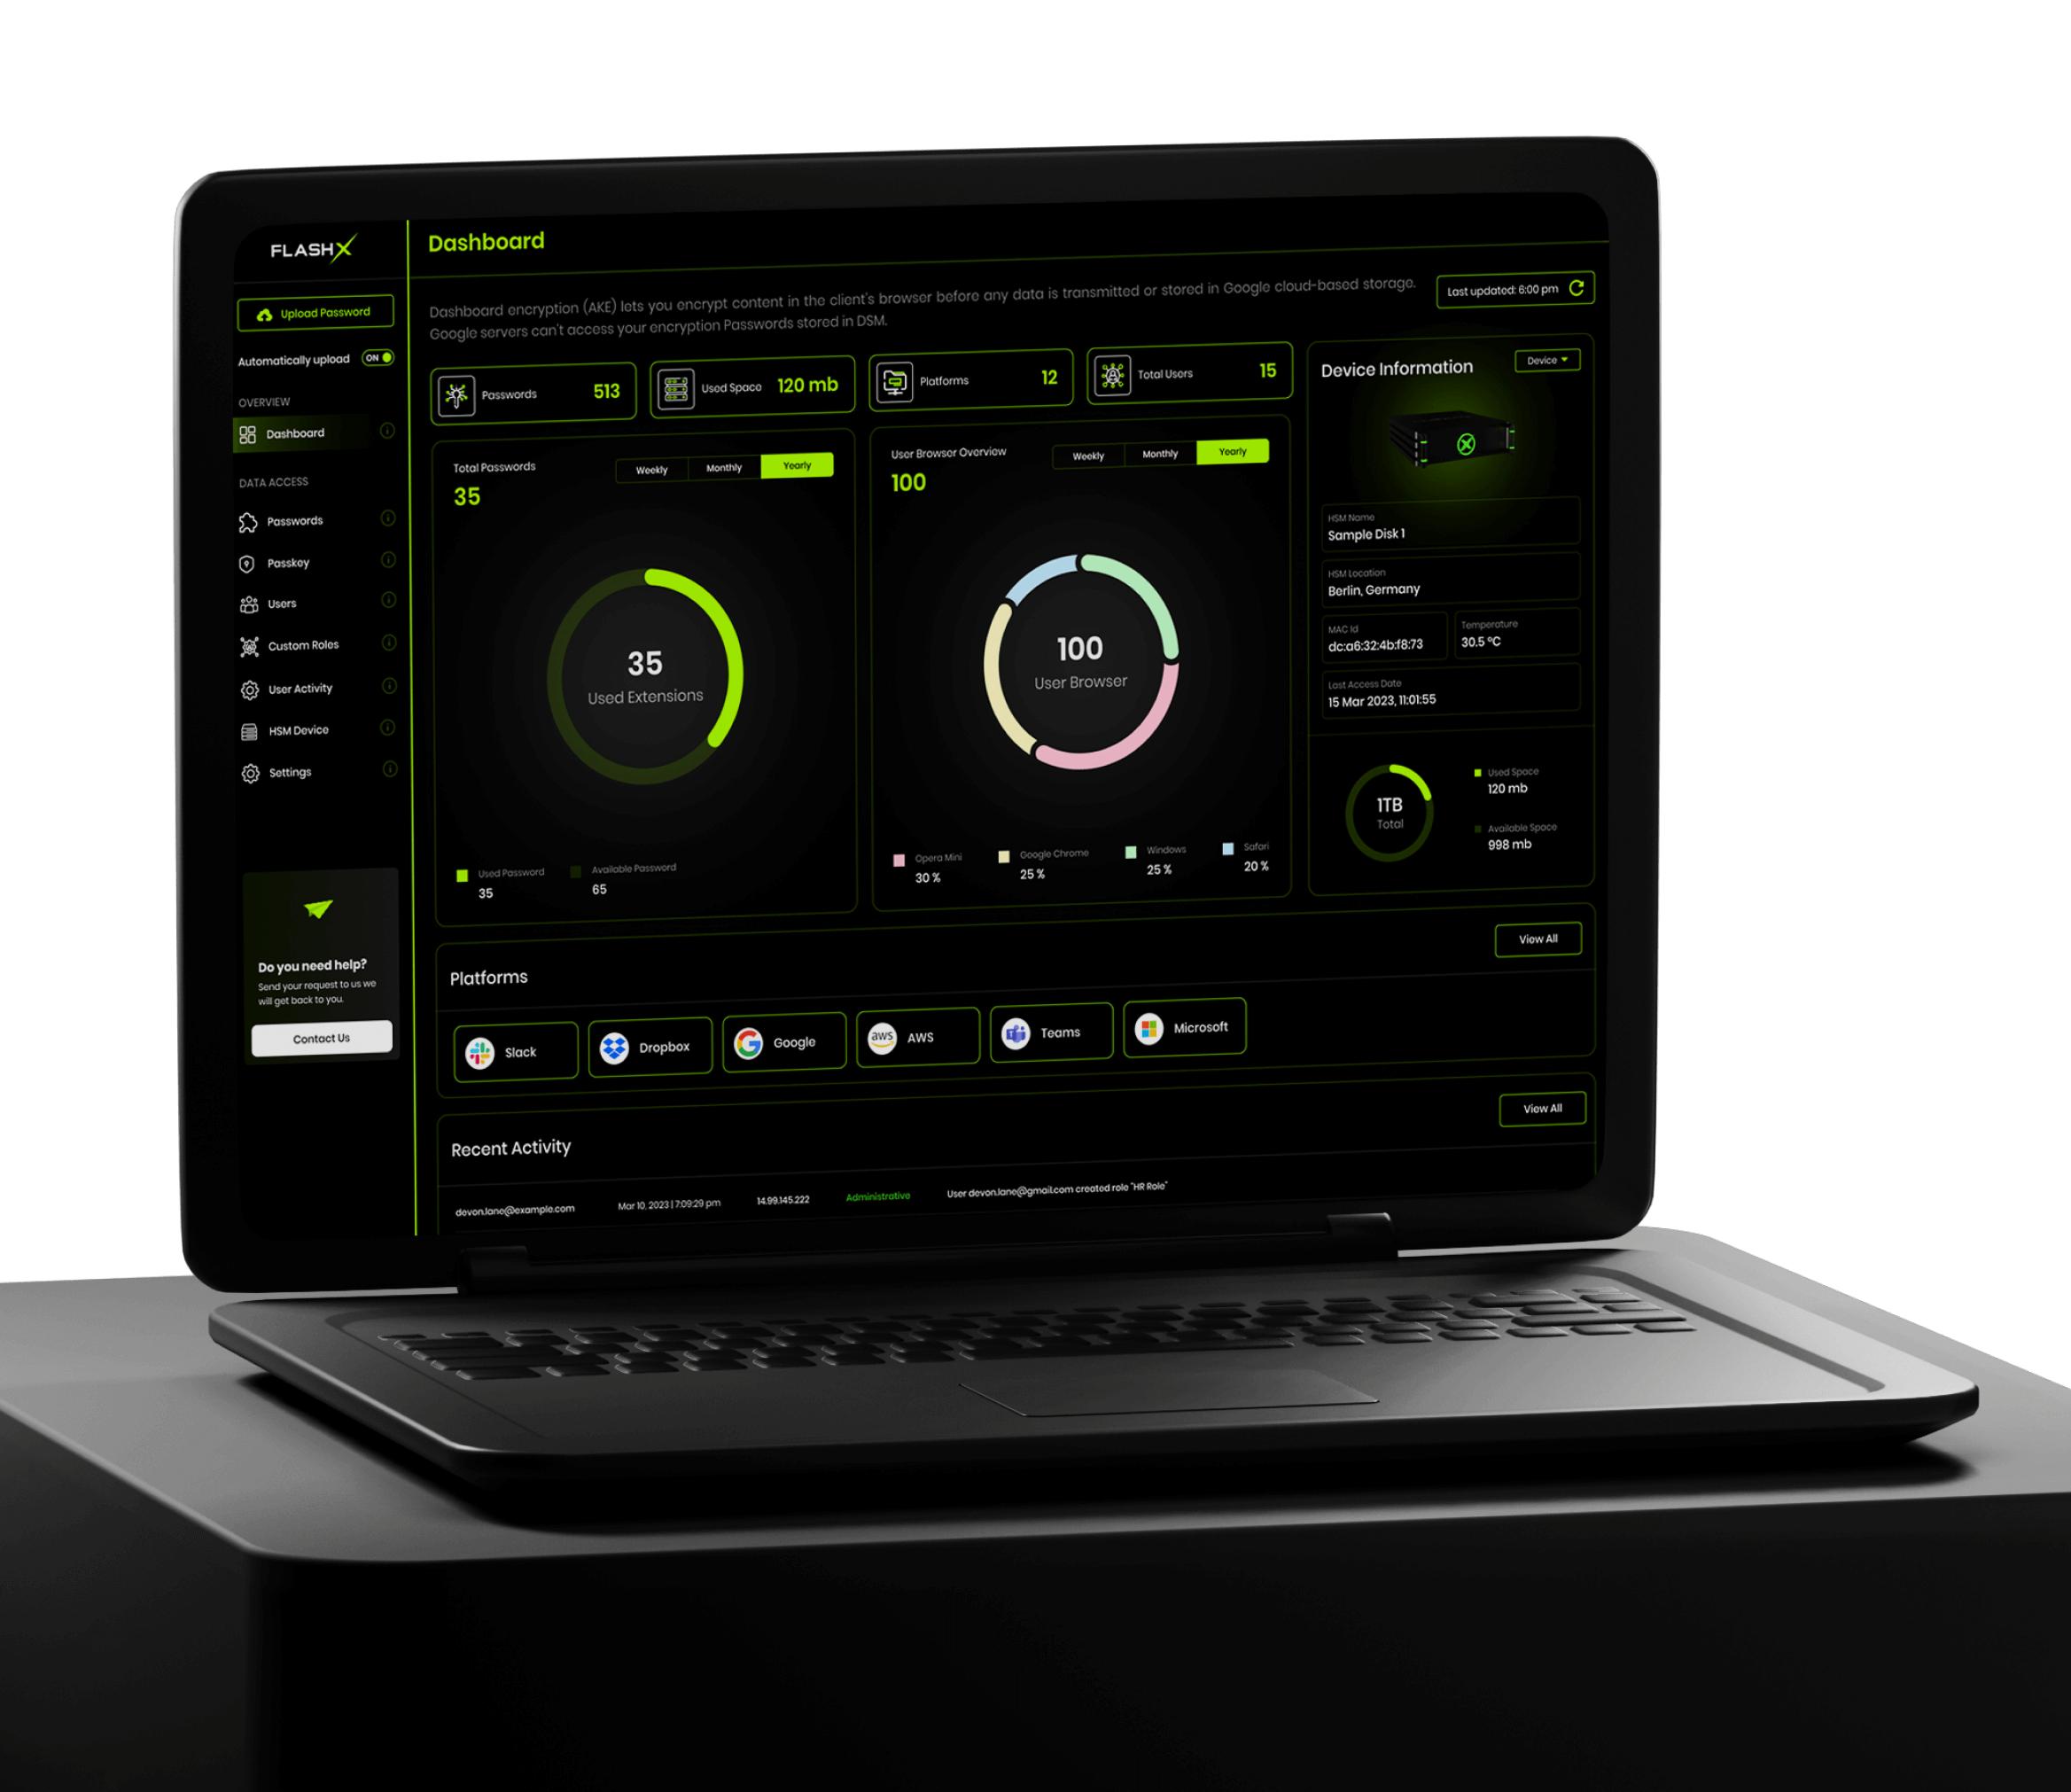 FLASHX
Upload Password
Automatically upload ON
OVERVIEW
Dashboard
DATA ACCESS
Passwords
Passkey
Users
Custom Roles
User Activity
HSM Device
Settings
Do you need help?
Send your request to us we
will get back to you.
Contact Us
Dashboard
Dashboard encryption (AKE) lets you encrypt content in the client's browser before any data is transmitted or stored in Google cloud-based storage.
Google servers can't access your encryption Passwords stored in DSM.
Last updated: 6:00 pm
Passwords 513
Used Space 120 mb
Platforms 12
Total Users 15
Total Passwords
35
Weekly Monthly Yearly
35
Used Extensions
Used Password
35
Available Password
65
User Browser Overview
100
Weekly Monthly Yearly
100
User Browser
Opera Mini
30 %
Google Chrome
25 %
Windows
25 %
Safari
20 %
Device Information
Device
HSM Name
Sample Disk 1
HSM Location
Berlin, Germany
MAC Id
dc:a6:32:4b:f8:73
Temperature
30.5 °C
Last Access Date
15 Mar 2023, 11:01:55
1TB
Total
Used Space
120 mb
Available Space
998 mb
Platforms
View All
Slack
Dropbox
Google
aws AWS
Teams
Microsoft
Recent Activity
View All
devon.lane@example.com Mar 10, 2023 | 7:09:29 pm 14.99.145.222 Administrative User devon.lane@gmail.com created role "HR Role"